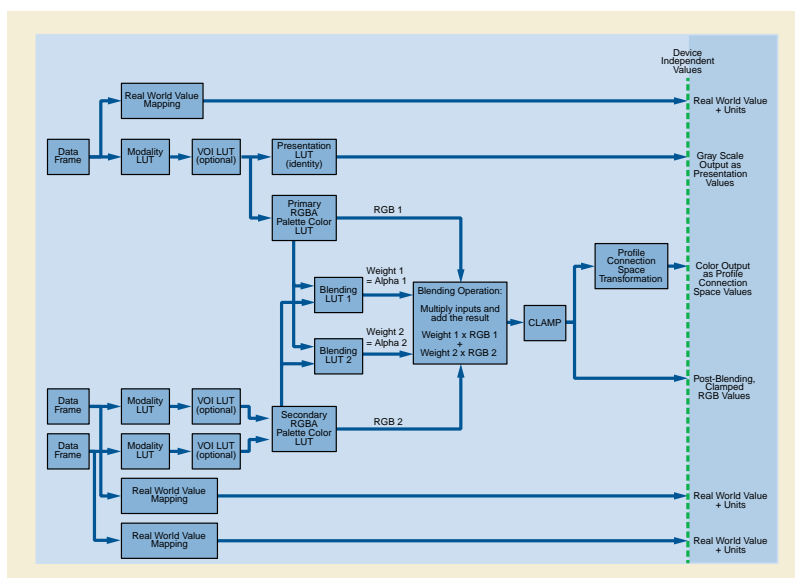 Device
Independent
Values
Real World Value
Mapping
Real World Value
+ Units
Data
Frame
Modality
LUT
VOI LUT
(optional)
Presentation
LUT
(identity)
Gray Scale
Output as
Presentation
Values
Primary
RGBA
Palette Color
LUT
RGB 1
Profile
Connection
Space
Transformation
Color Output
as Profile
Connection
Space Values
Blending
LUT 1
Weight 1
= Alpha 1
Blending Operation:
Multiply inputs and
add the result
Weight 1 x RGB 1
+
Weight 2 x RGB 2
CLAMP
Blending
LUT 2
Weight 2
= Alpha 2
Post-Blending,
Clamped
RGB Values
Data
Frame
Modality
LUT
VOI LUT
(optional)
Secondary
RGBA
Palette Color
LUT
RGB 2
Data
Frame
Modality
LUT
VOI LUT
(optional)
Real World Value
Mapping
Real World Value
+ Units
Real World Value
Mapping
Real World Value
+ Units